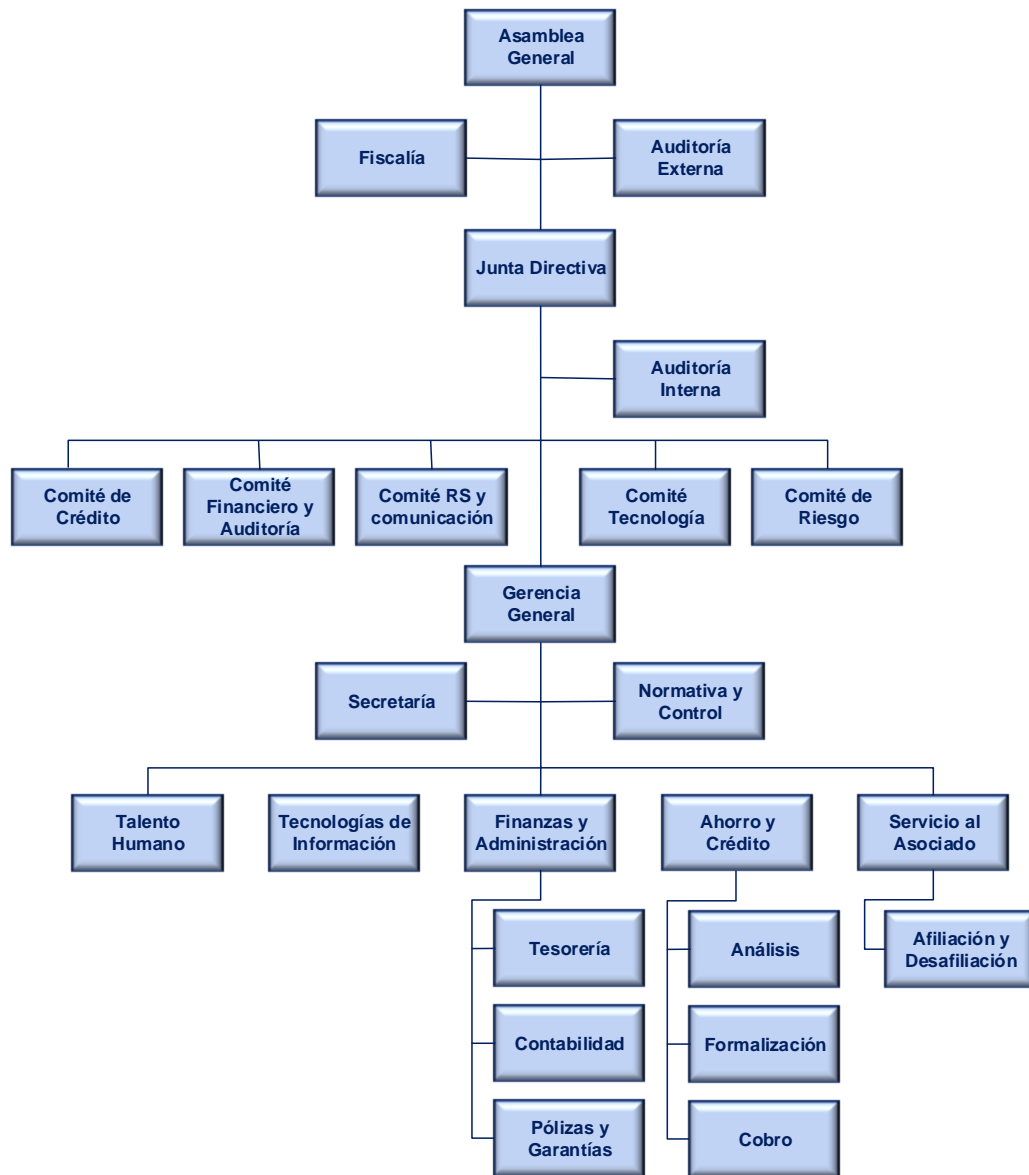 Asamblea
General
Fiscalía
Auditoría
Externa
Junta Directiva
Auditoría
Interna
Comité de
Crédito
Comité
Financiero y
Auditoría
Comité RS y
comunicación
Comité
Tecnología
Comité de
Riesgo
Gerencia
General
Secretaría
Normativa y
Control
Talento
Humano
Tecnologías de
Información
Finanzas y
Administración
Ahorro y
Crédito
Servicio al
Asociado
Tesorería
Análisis
Afiliación y
Desafiliación
Contabilidad
Formalización
Pólizas y
Garantías
Cobro